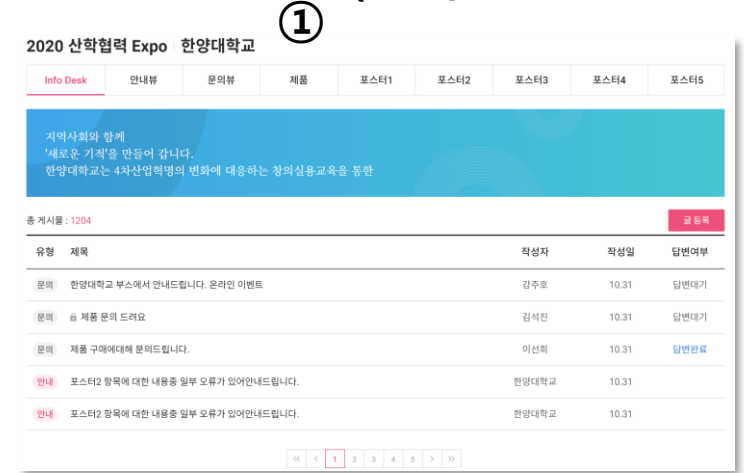 ①
2020 산학협력 Expo 한양대학교
Info Desk 안내뷰 문의뷰 제품 포스터1 포스터2 포스터3 포스터4 포스터5
지역사회와 함께
'새로운 기적'을 만들어 갑니다.
한양대학교는 4차산업혁명의 변화에 대응하는 창의실용교육을 통한
총 게시물 : 1204 글 등록
유형 제목 작성자 작성일 답변여부
문의 한양대학교 부스에서 안내드립니다. 온라인 이벤트 강주호 10.31 답변대기
문의 제품 문의 드려요 김석진 10.31 답변대기
문의 제품 구매에대해 문의드립니다. 이선희 10.31 답변완료
안내 포스터2 항목에 대한 내용중 일부 오류가 있어안내드립니다. 한양대학교 10.31
안내 포스터2 항목에 대한 내용중 일부 오류가 있어안내드립니다. 한양대학교 10.31
« < 1 2 3 4 5 > »